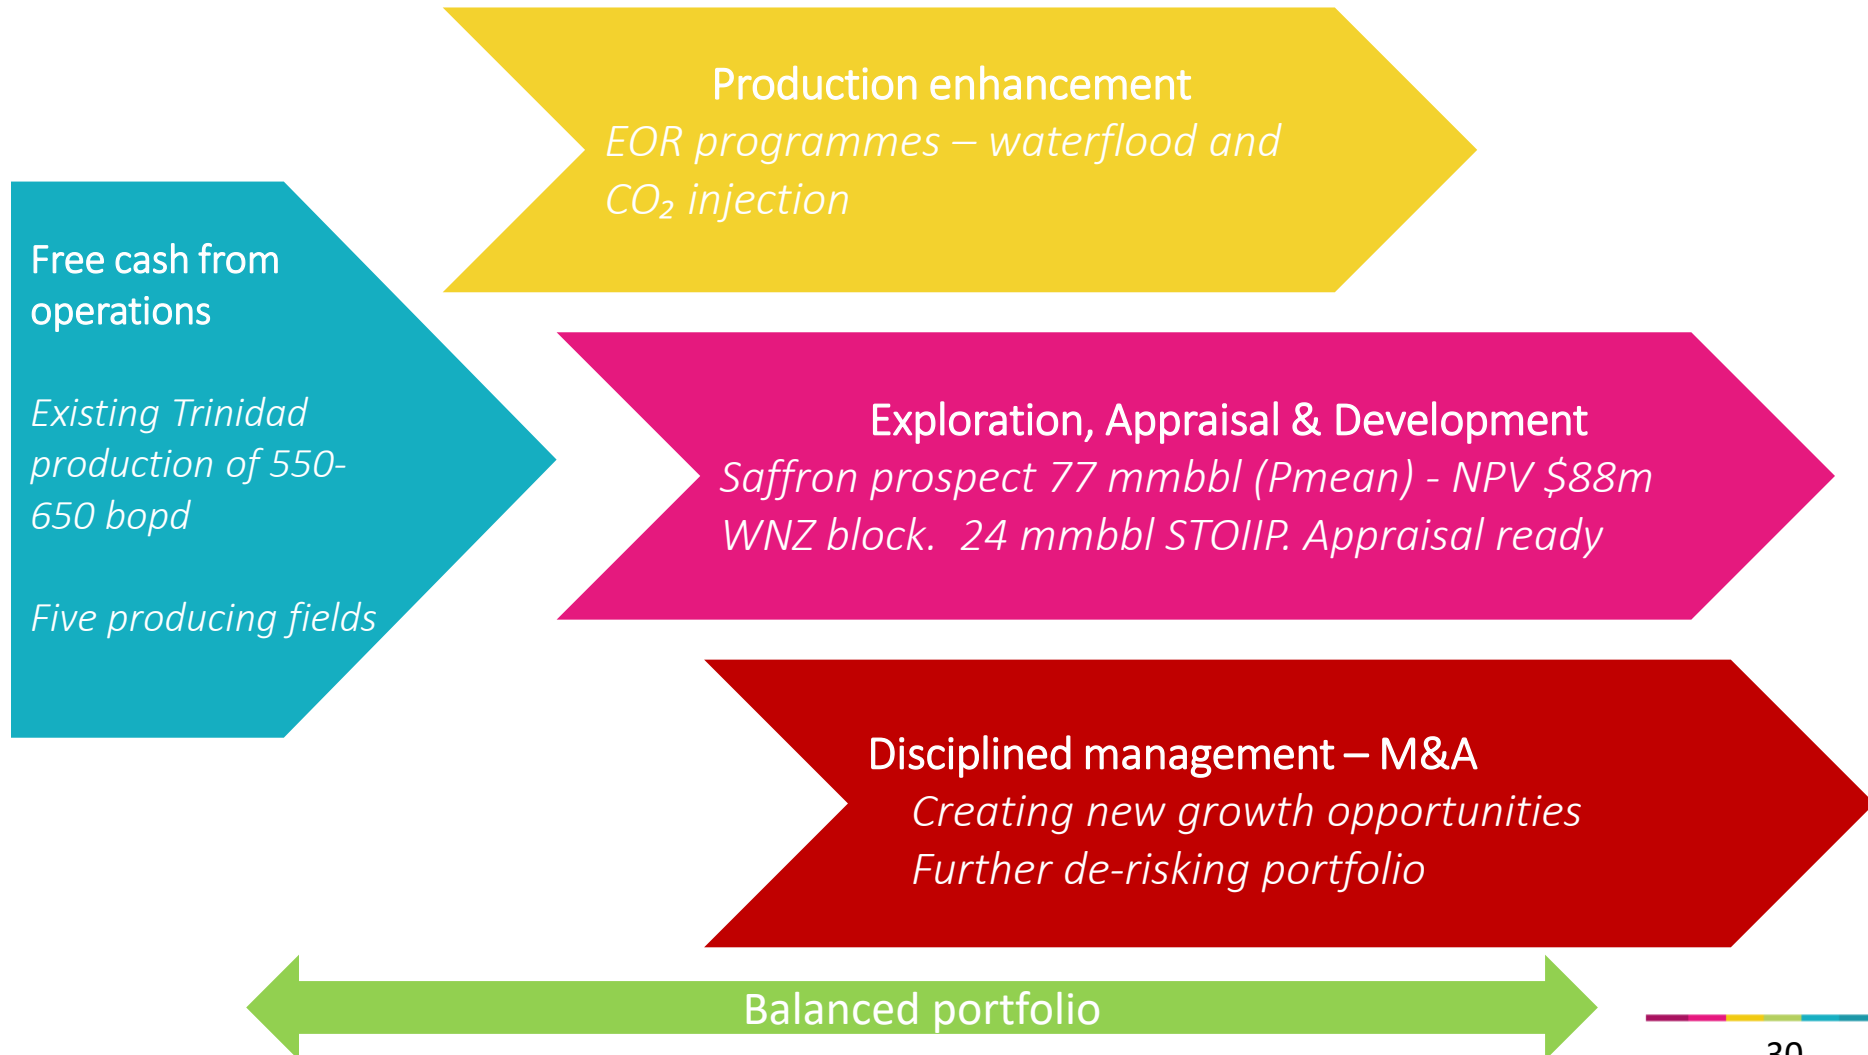 Production enhancement
EOR programmes – waterflood and
CO₂ injection
Free cash from
operations
Existing Trinidad
production of 550-
650 bopd
Five producing fields
Exploration, Appraisal & Development
Saffron prospect 77 mmbbl (Pmean) - NPV $88m
WNZ block.  24 mmbbl STOIIP. Appraisal ready
Disciplined management – M&A
Creating new growth opportunities
Further de-risking portfolio
Balanced portfolio
30